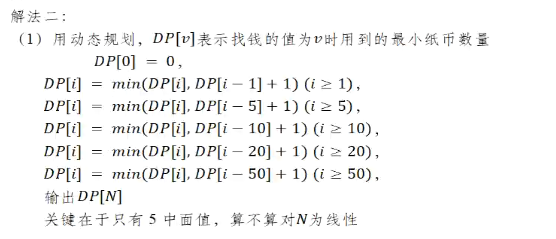 解法二：
(1) 用动态规划，DP[v]表示找钱的值为v时用到的最小纸币数量
DP[0] = 0，
DP[i] = min(DP[i], DP[i − 1] + 1) (i ≥ 1)，
DP[i] = min(DP[i], DP[i − 5] + 1) (i ≥ 5)，
DP[i] = min(DP[i], DP[i − 10] + 1) (i ≥ 10)，
DP[i] = min(DP[i], DP[i − 20] + 1) (i ≥ 20)，
DP[i] = min(DP[i], DP[i − 50] + 1) (i ≥ 50)，
输出DP[N]
关键在于只有 5 中面值，算不算对N为线性